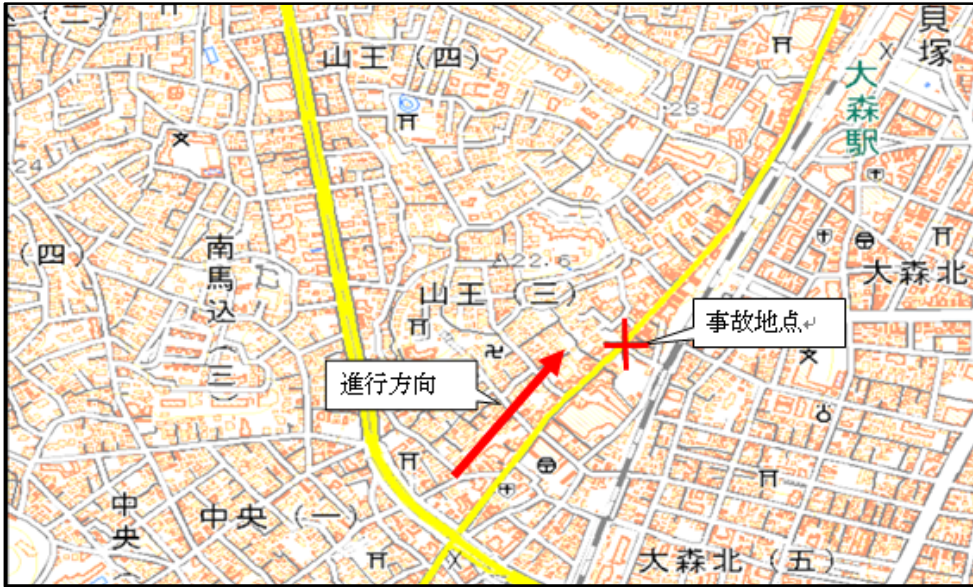 (二)
山王 (四)
貝塚
大森駅
・23
・24
南馬込 (三)
(四)
△22.6
山王 (三)
大森北
事故地点
進行方向
中央
中央 (一)
大森北 (五)